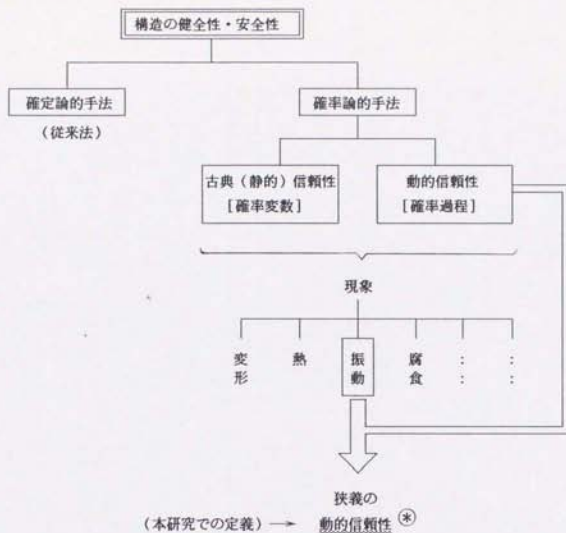 構造の健全性・安全性
確定論的手法
(従来法)
確率論的手法
古典(静的)信頼性
[確率変数]
動的信頼性
[確率過程]
現象
変形
熱
振動
腐食
:
:
:
:
狭義の
(本研究での定義) → 動的信頼性 ㊟